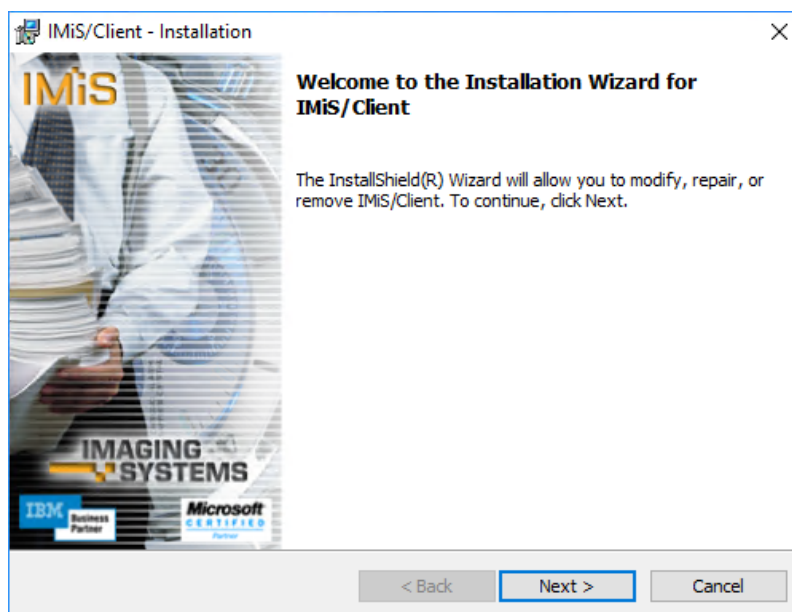 IMiS/Client - Installation
IMiS
Welcome to the Installation Wizard for
IMiS/Client
The InstallShield(R) Wizard will allow you to modify, repair, or
remove IMiS/Client. To continue, click Next.
IMAGING
SYSTEMS
IBM
Business
Partner
Microsoft
CERTIFIED
Partner
< Back
Next >
Cancel